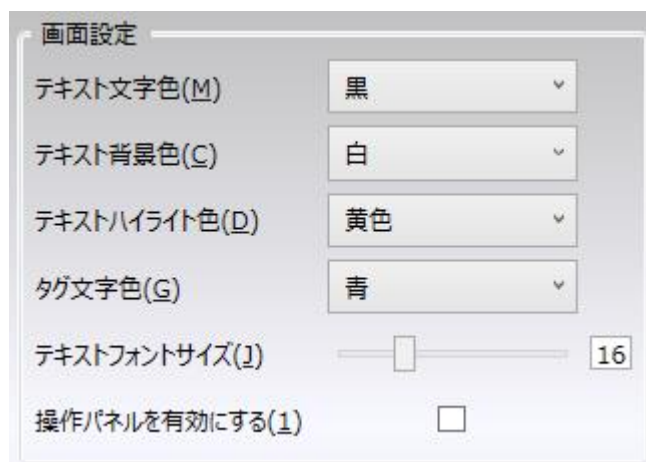 画面設定
テキスト文字色(M) 黒
テキスト背景色(C) 白
テキストハイライト色(D) 黄色
タグ文字色(G) 青
テキストフォントサイズ(J) 16
操作パネルを有効にする(1)